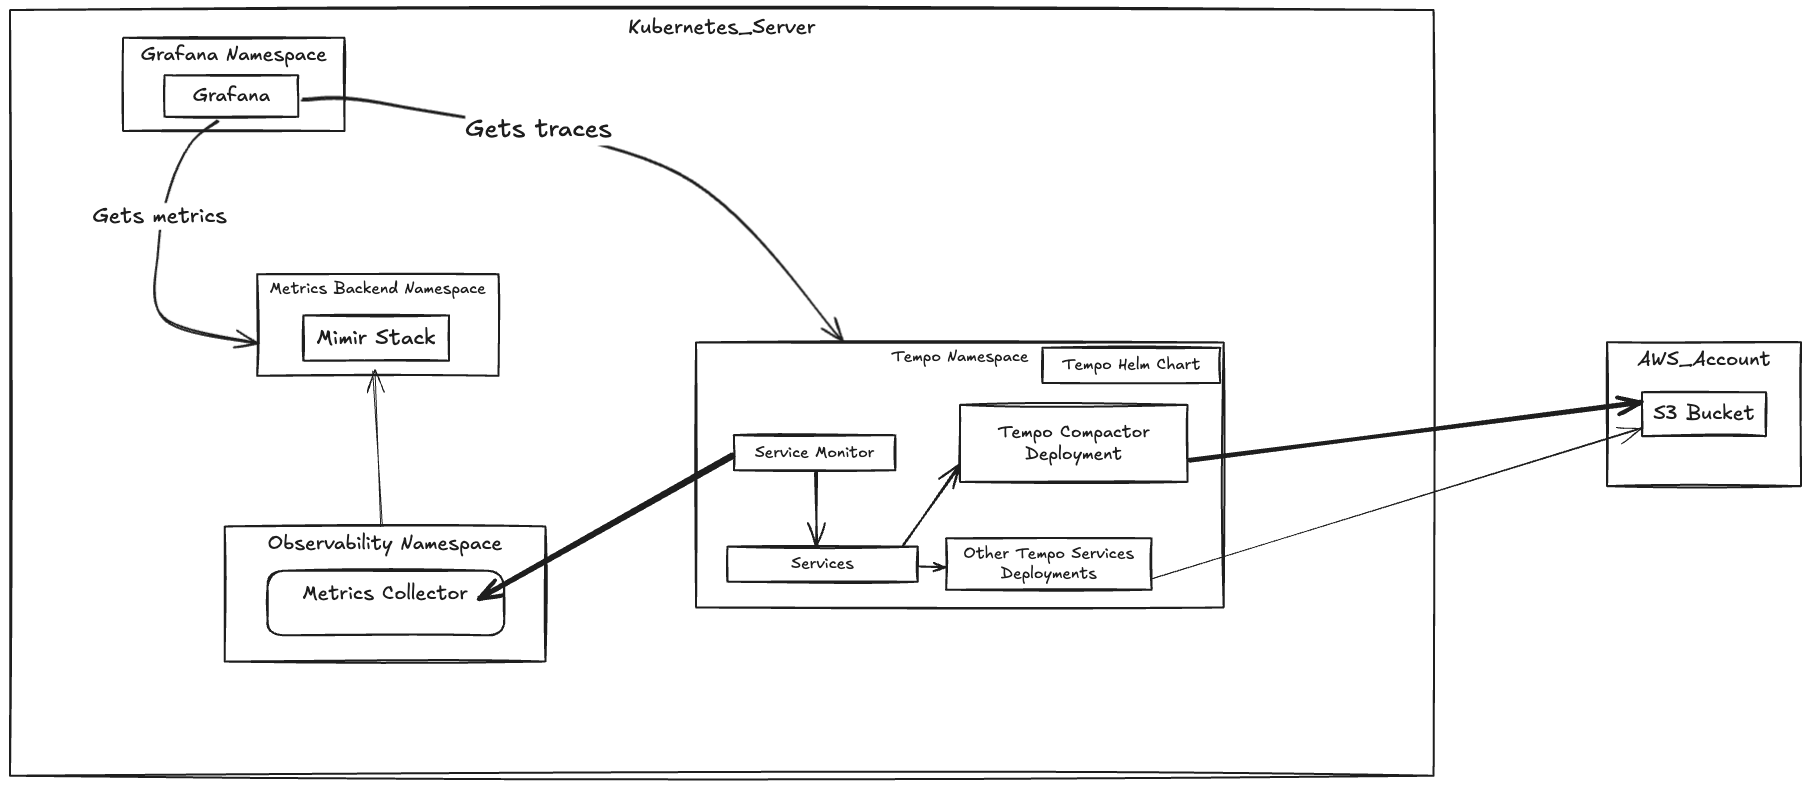 Kubernetes_Server
Grafana Namespace
Grafana
Gets traces
Gets metrics
Metrics Backend Namespace
Mimir Stack
Tempo Namespace
Tempo Helm Chart
AWS_Account
S3 Bucket
Tempo Compactor
Deployment
Service Monitor
Observability Namespace
Metrics Collector
Services
Other Tempo Services
Deployments